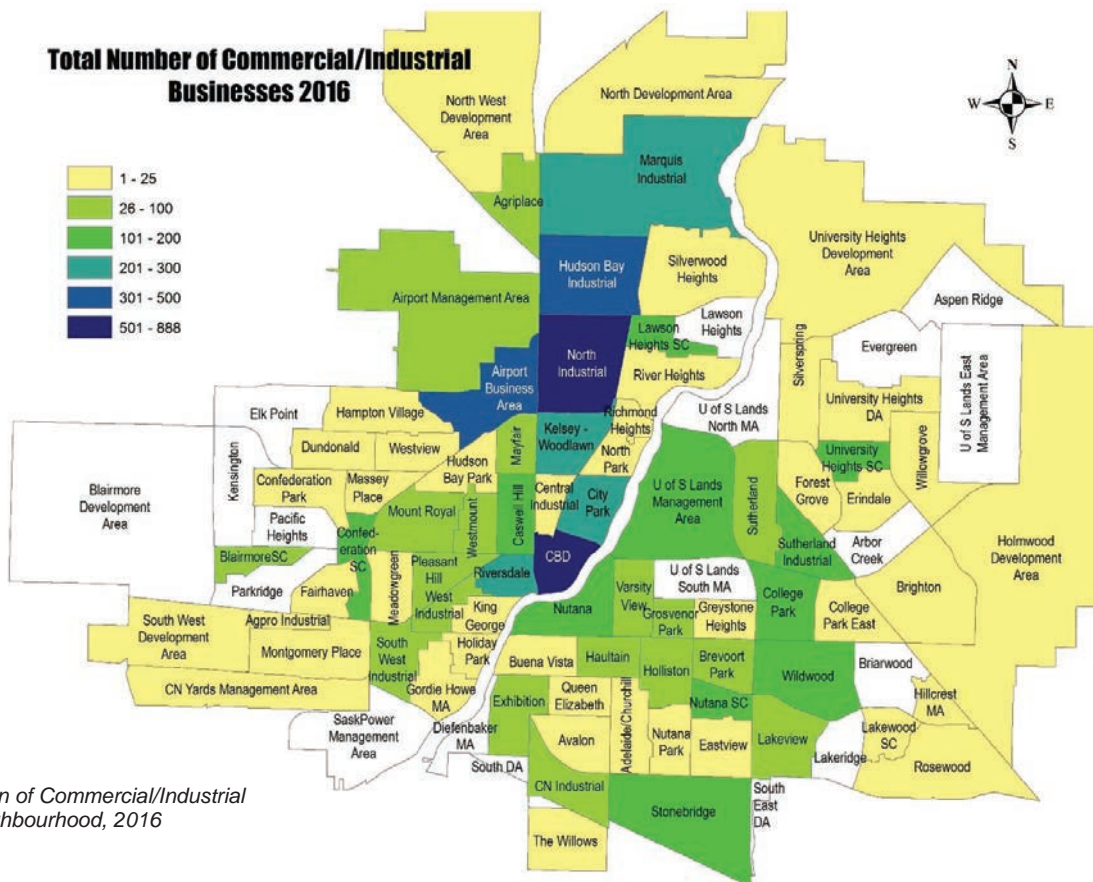 Total Number of Commercial/Industrial
Businesses 2016
N
W
E
S
1 - 25
26 - 100
101 - 200
201 - 300
301 - 500
501 - 888
North West
Development
Area
North Development Area
Marquis
Industrial
Agriplace
University Heights
Development
Area
Hudson Bay
Industrial
Silverwood
Heights
Airport Management Area
Aspen Ridge
Lawson
Heights
Lawson
Heights SC
Evergreen
North
Industrial
Airport
Business
Area
River Heights
Silverspring
U of S Lands East
Management Area
University Heights
DA
Elk Point
Hampton Village
Richmond
Heights
U of S Lands
North MA
Kelsey -
Woodlawn
Mayfair
Dundonald
Westview
North
Park
Willowgrove
University
Heights SC
Kensington
Hudson
Bay Park
Blairmore
Development
Area
Confederation
Park
Massey
Place
Central
Industrial
City
Park
U of S Lands
Management
Area
Sutherland
Forest
Grove
Erindale
Pacific
Heights
Mount Royal
Westmount
Caswell Hill
Confed-
eration
SC
Arbor
Creek
Holmwood
Development
Area
Sutherland
Industrial
BlairmoreSC
CBD
Pleasant
Hill
Meadowgreen
Riversdale
U of S Lands
South MA
Parkridge
Fairhaven
West
Industrial
Varsity
View
College
Park
Brighton
King
George
Nutana
Grosvenor
Park
Greystone
Heights
College
Park East
South West
Development
Area
Agpro Industrial
Montgomery Place
South
West
Industrial
Holiday
Park
Buena Vista
Haultain
Holliston
Brevoort
Park
Wildwood
Briarwood
CN Yards Management Area
Gordie Howe
MA
Exhibition
Queen
Elizabeth
Adelaide/Churchill
Nutana SC
Hillcrest
MA
SaskPower
Management
Area
Diefenbaker
MA
Avalon
Nutana
Park
Eastview
Lakeview
Lakeridge
Lakewood
SC
Rosewood
South DA
CN Industrial
Stonebridge
South
East
DA
The Willows
n of Commercial/Industrial
ghbourhood, 2016